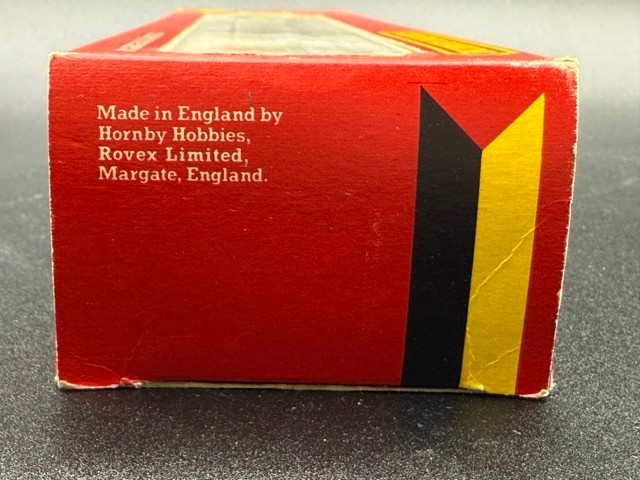 Made in England by
Hornby Hobbies,
Rovex Limited,
Margate, England.